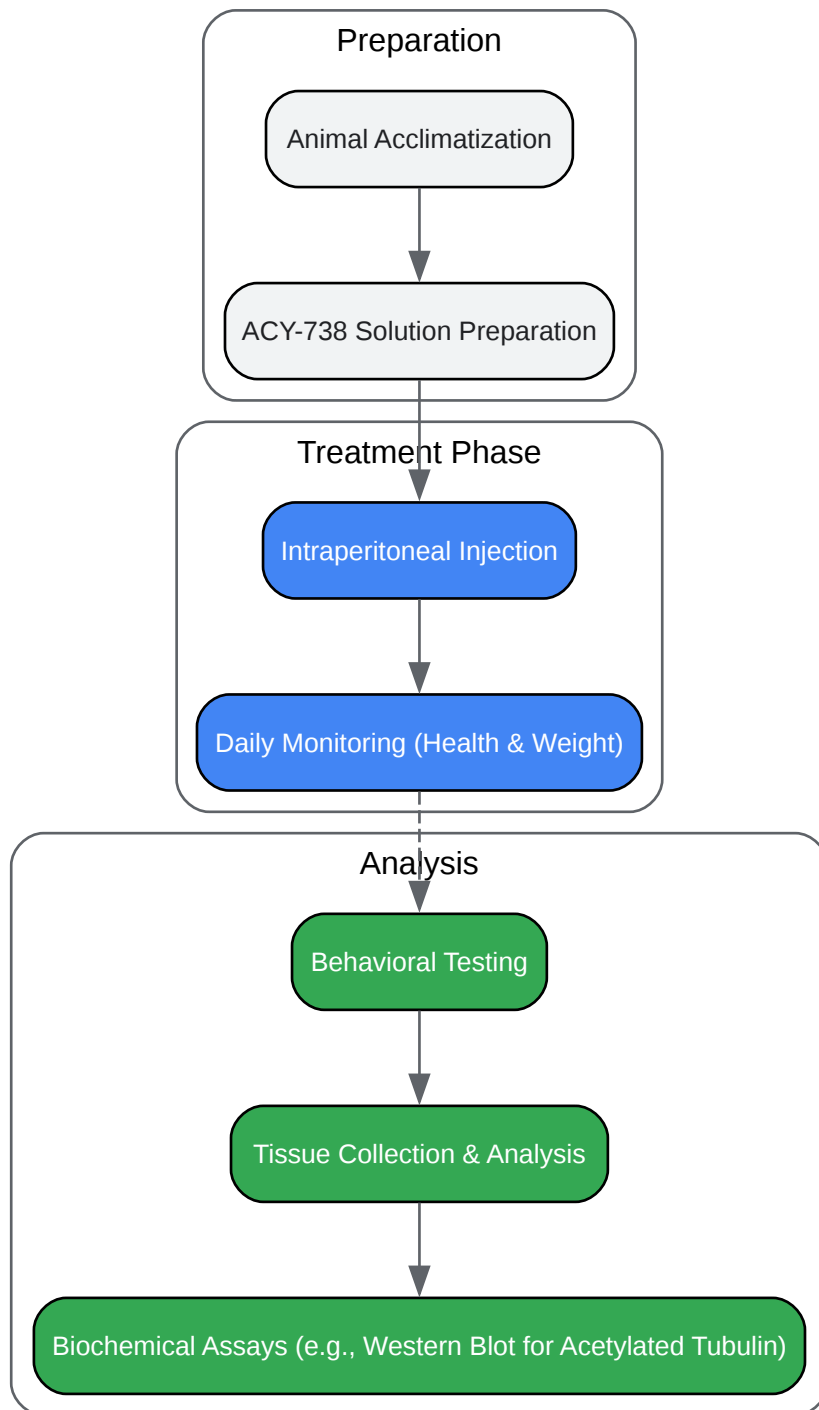 Preparation
Animal Acclimatization
ACY-738 Solution Preparation
Treatment Phase
Intraperitoneal Injection
Daily Monitoring (Health & Weight)
Analysis
Behavioral Testing
Tissue Collection & Analysis
Biochemical Assays (e.g., Western Blot for Acetylated Tubulin)